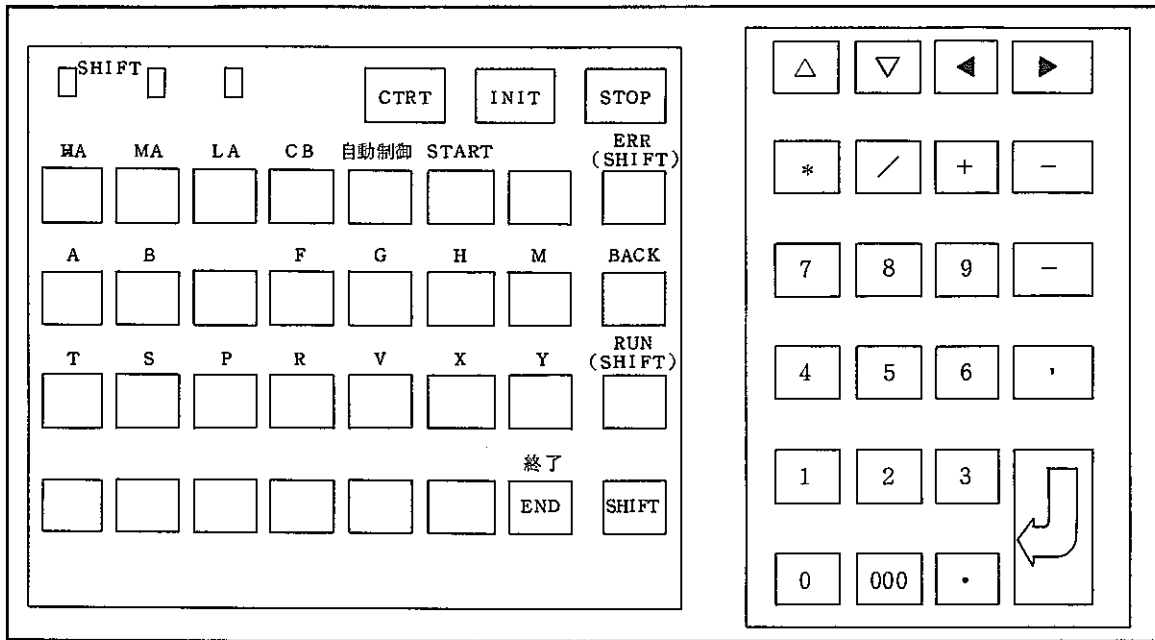 SHIFT
CTRT INIT STOP
HA MA LA CB 自動制御 START ERR
(SHIFT)
A B F G H M BACK
T S P R V X Y RUN
(SHIFT)
終了
END SHIFT
△ ▽ ◀ ▶
* / + −
7 8 9 −
4 5 6 ,
1 2 3
0 000 ·